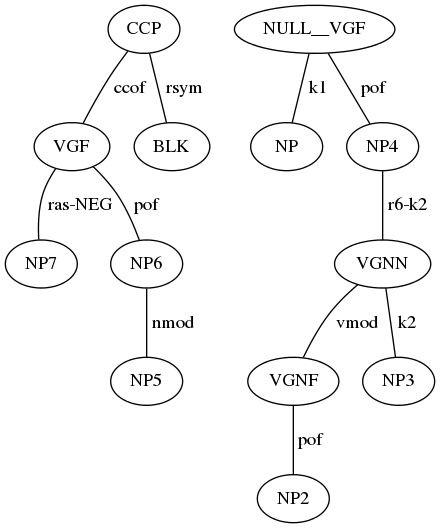 CCP NULL__VGF
ccof rsym k1 pof
VGF BLK NP NP4
ras-NEG pof r6-k2
NP7 NP6 VGNN
nmod vmod k2
NP5 VGNF NP3
pof
NP2